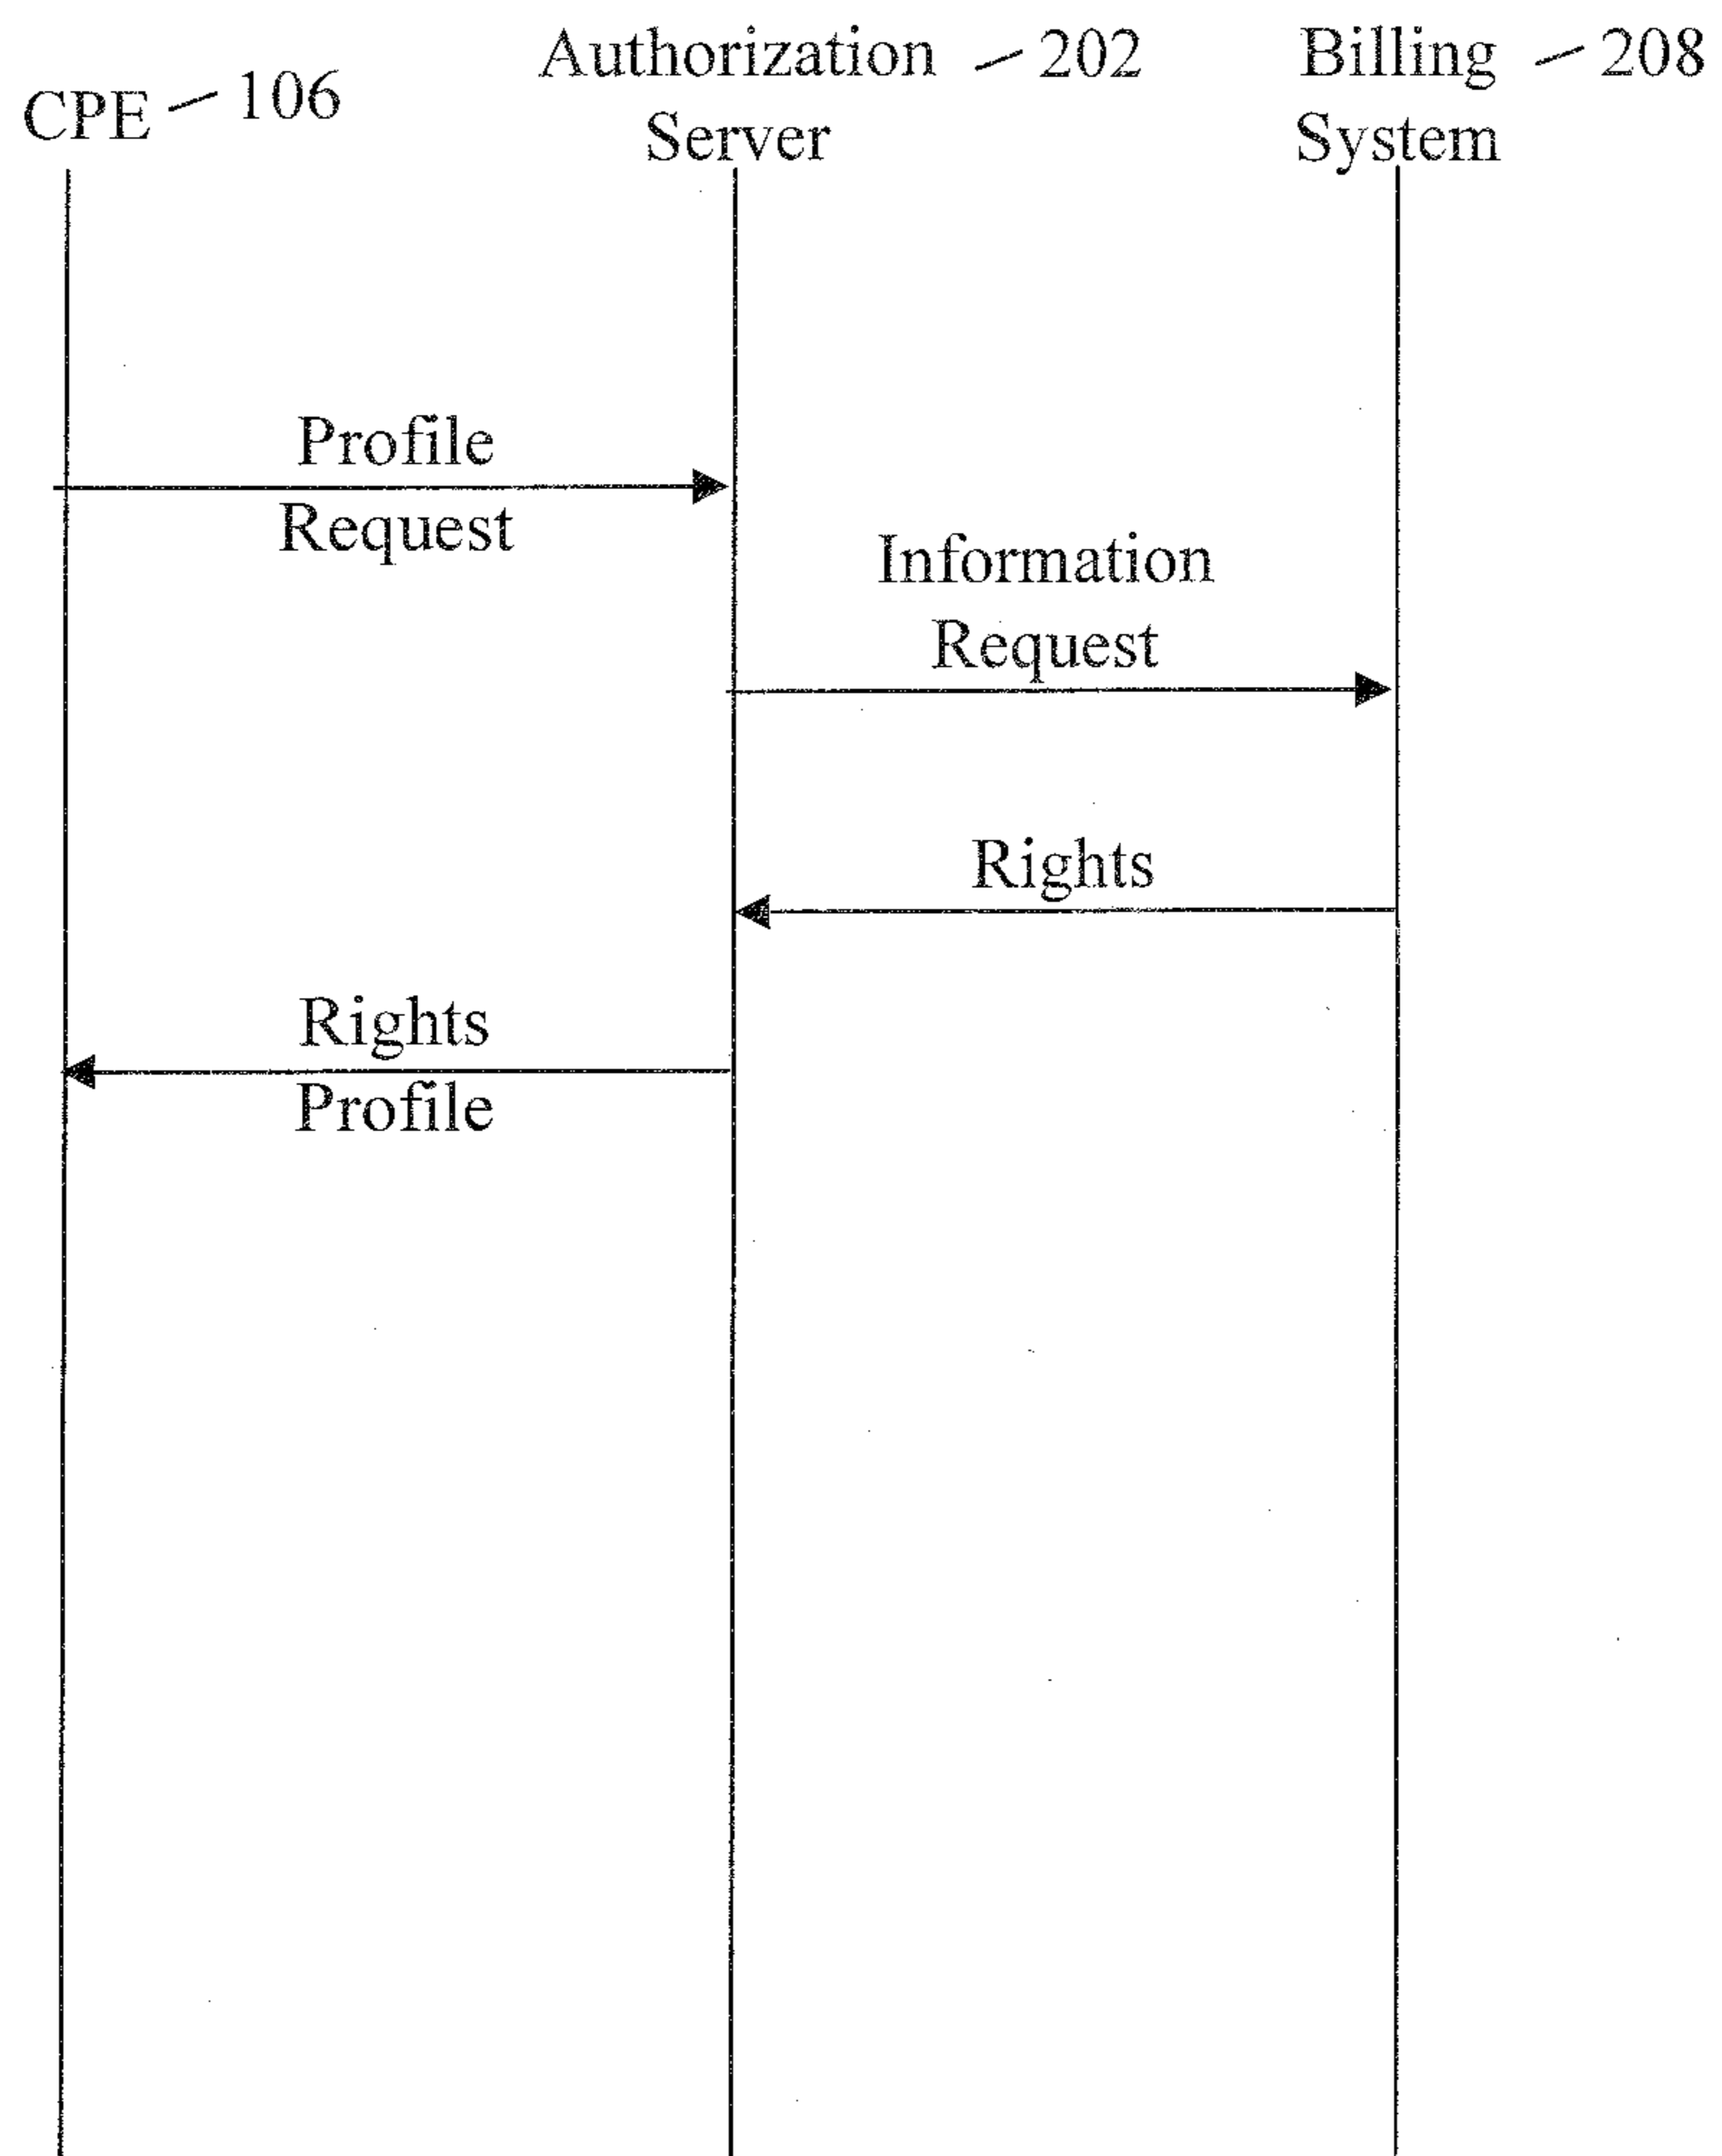 CPE 106
Authorization 202
Server
Billing 208
System
Profile
Request
Information
Request
Rights
Rights
Profile